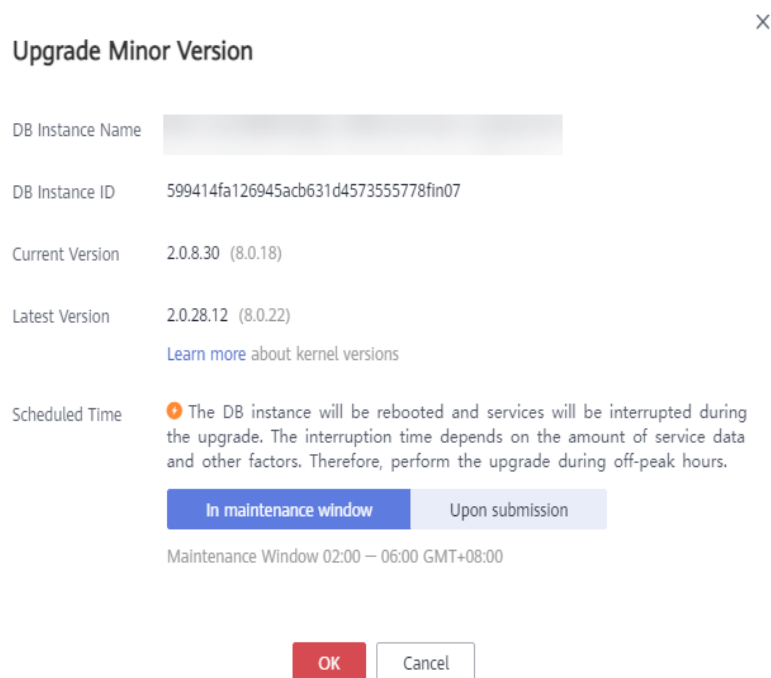 Upgrade Minor Version
DB Instance Name
DB Instance ID 599414fa126945acb631d4573555778fin07
Current Version 2.0.8.30 (8.0.18)
Latest Version 2.0.28.12 (8.0.22)
Learn more about kernel versions
Scheduled Time The DB instance will be rebooted and services will be interrupted during
the upgrade. The interruption time depends on the amount of service data
and other factors. Therefore, perform the upgrade during off-peak hours.
In maintenance window Upon submission
Maintenance Window 02:00 — 06:00 GMT+08:00
OK Cancel